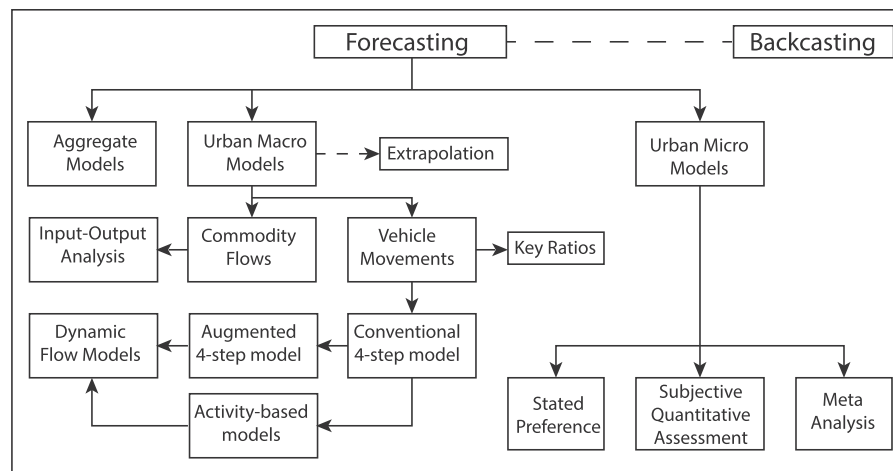 Forecasting
Backcasting
Aggregate
Models
Urban Macro
Models
Extrapolation
Urban Micro
Models
Input-Output
Analysis
Commodity
Flows
Vehicle
Movements
Key Ratios
Dynamic
Flow Models
Augmented
4-step model
Conventional
4-step model
Activity-based
models
Stated
Preference
Subjective
Quantitative
Assessment
Meta
Analysis